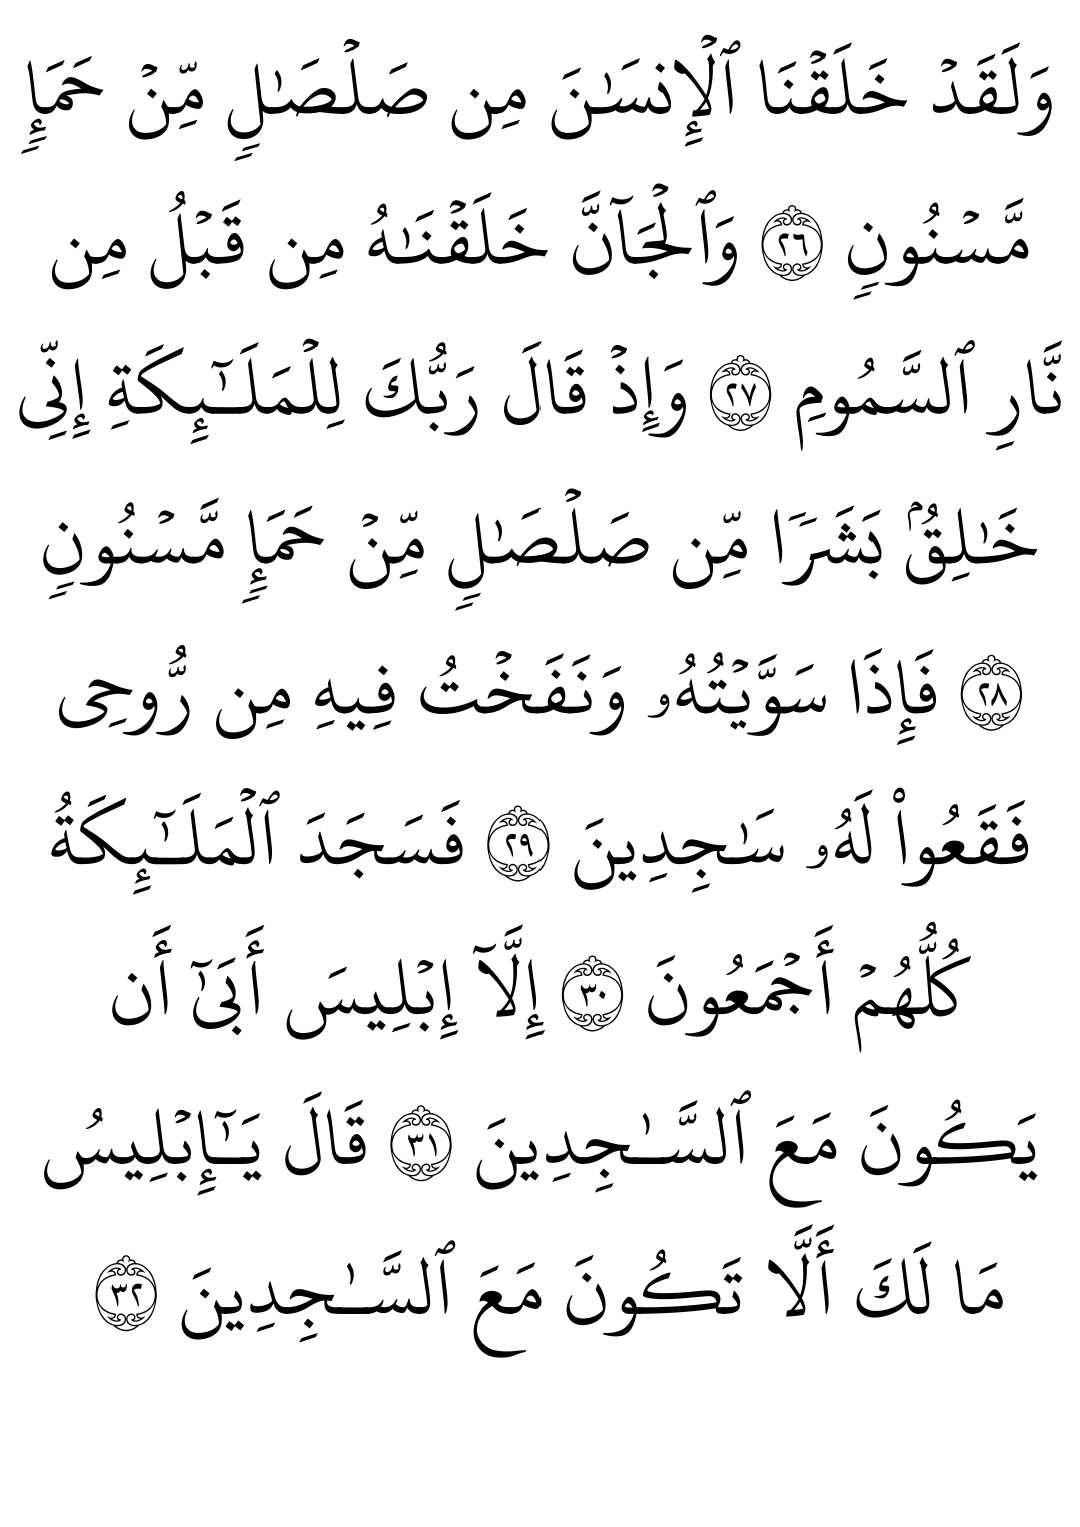 وَلَقَدۡ خَلَقۡنَا ٱلۡإِنسَٰنَ مِن صَلۡصَٰلٖ مِّنۡ حَمَإٖ
مَّسۡنُونٖ ٢٦ وَٱلۡجَآنَّ خَلَقۡنَٰهُ مِن قَبۡلُ مِن
نَّارِ ٱلسَّمُومِ ٢٧ وَإِذۡ قَالَ رَبُّكَ لِلۡمَلَٰٓئِكَةِ إِنِّي
خَٰلِقُۢ بَشَرٗا مِّن صَلۡصَٰلٖ مِّنۡ حَمَإٖ مَّسۡنُونٖ
٢٨ فَإِذَا سَوَّيۡتُهُۥ وَنَفَخۡتُ فِيهِ مِن رُّوحِي
فَقَعُواْ لَهُۥ سَٰجِدِينَ ٢٩ فَسَجَدَ ٱلۡمَلَٰٓئِكَةُ
كُلُّهُمۡ أَجۡمَعُونَ ٣٠ إِلَّآ إِبۡلِيسَ أَبَىٰٓ أَن
يَكُونَ مَعَ ٱلسَّٰجِدِينَ ٣١ قَالَ يَٰٓإِبۡلِيسُ
مَا لَكَ أَلَّا تَكُونَ مَعَ ٱلسَّٰجِدِينَ ٣٢